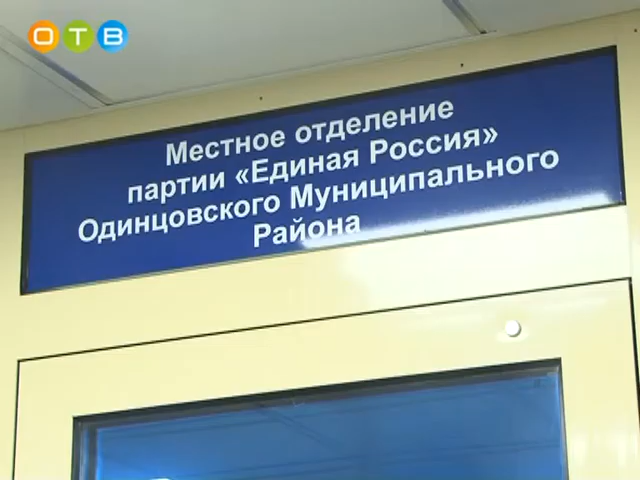 ОТВ
Местное отделение
партии «Единая Россия»
Одинцовского Муниципального
Района